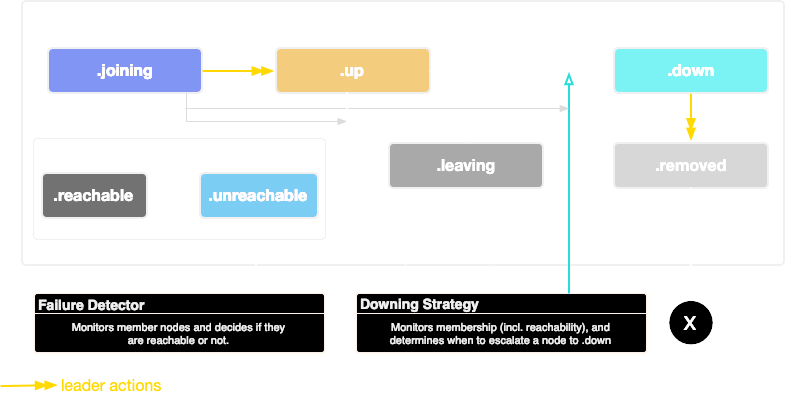 .joining
.up
.down
.leaving
.removed
.reachable
.unreachable
Failure Detector
Monitors member nodes and decides if they
are reachable or not.
Downing Strategy
Monitors membership (incl. reachability), and
determines when to escalate a node to .down
X
leader actions